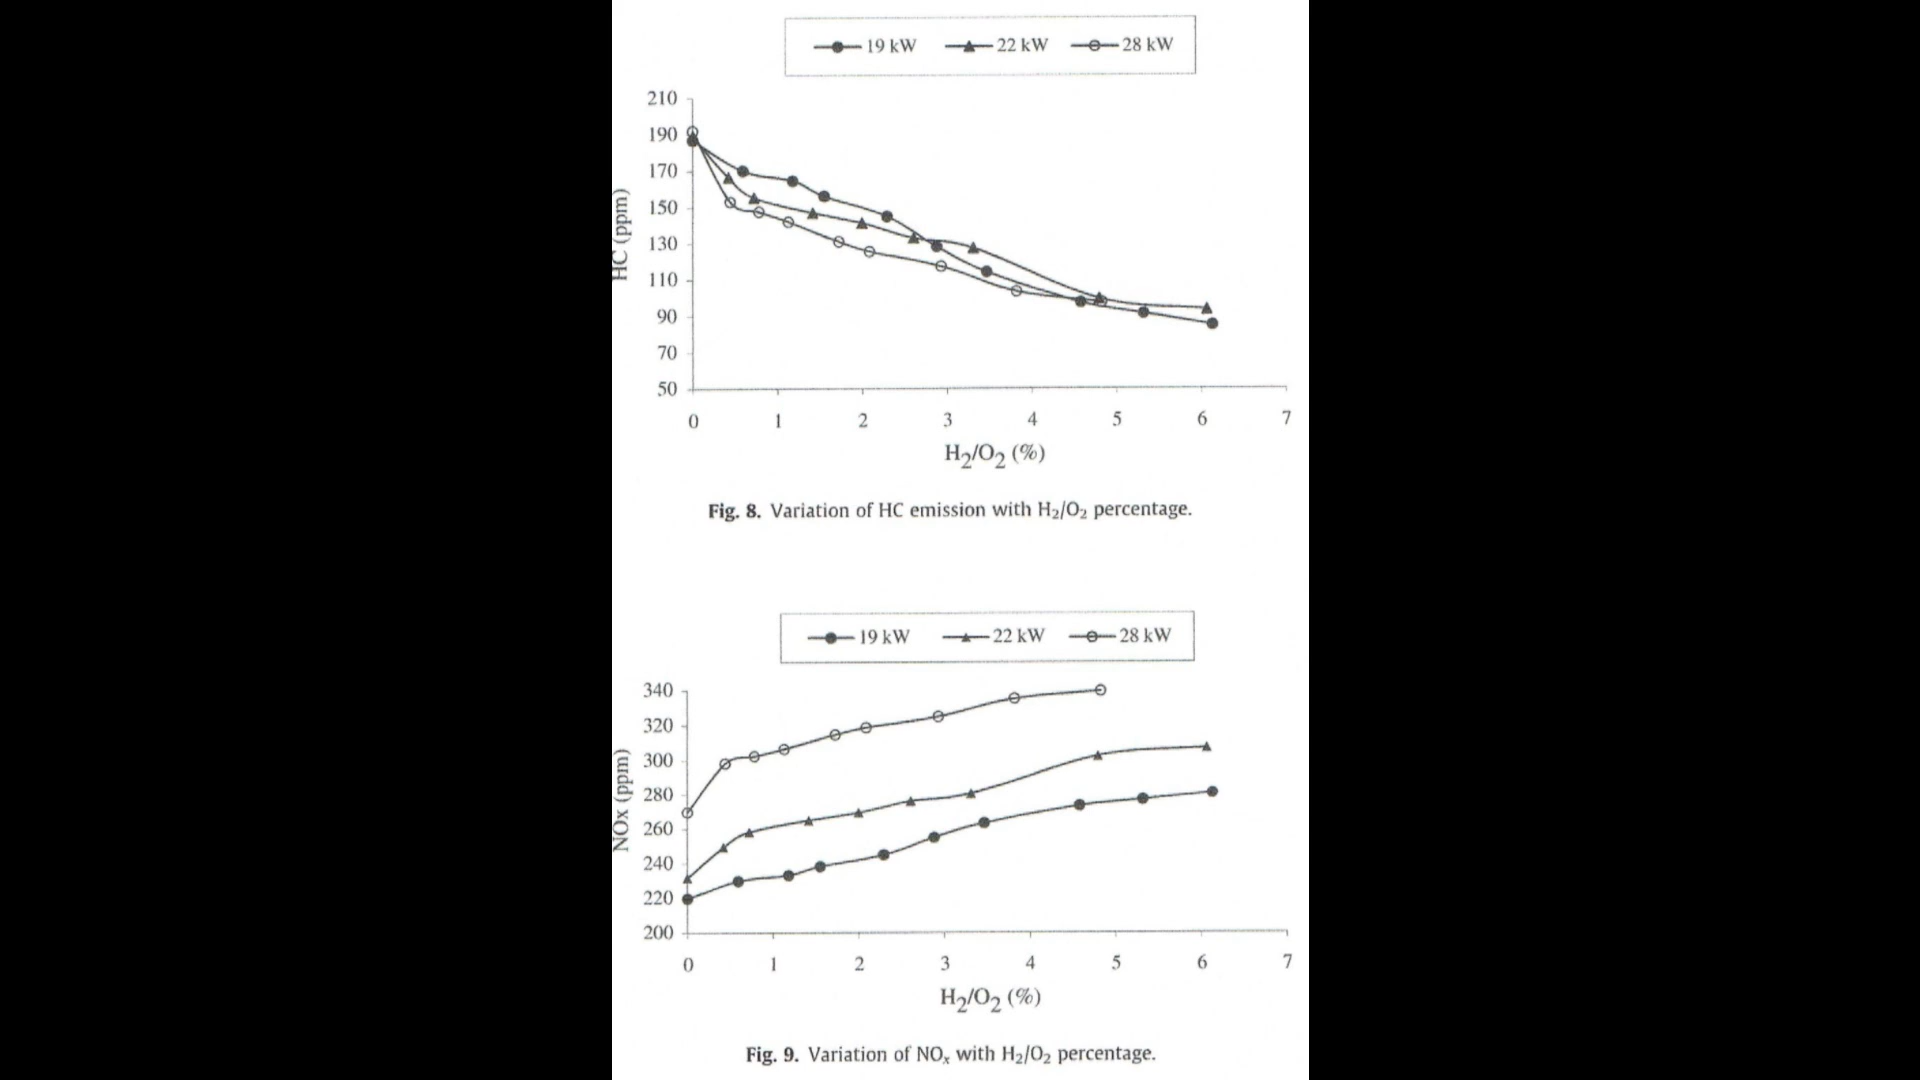 19 kW 22 kW 28 kW
210
190
170
150
130
110
90
70
50
HC (ppm)
0 1 2 3 4 5 6 7
H₂/O₂ (%)
Fig. 8. Variation of HC emission with H₂/O₂ percentage.
19 kW 22 kW 28 kW
340
320
300
280
260
240
220
200
NOx (ppm)
0 1 2 3 4 5 6 7
H₂/O₂ (%)
Fig. 9. Variation of NOₓ with H₂/O₂ percentage.